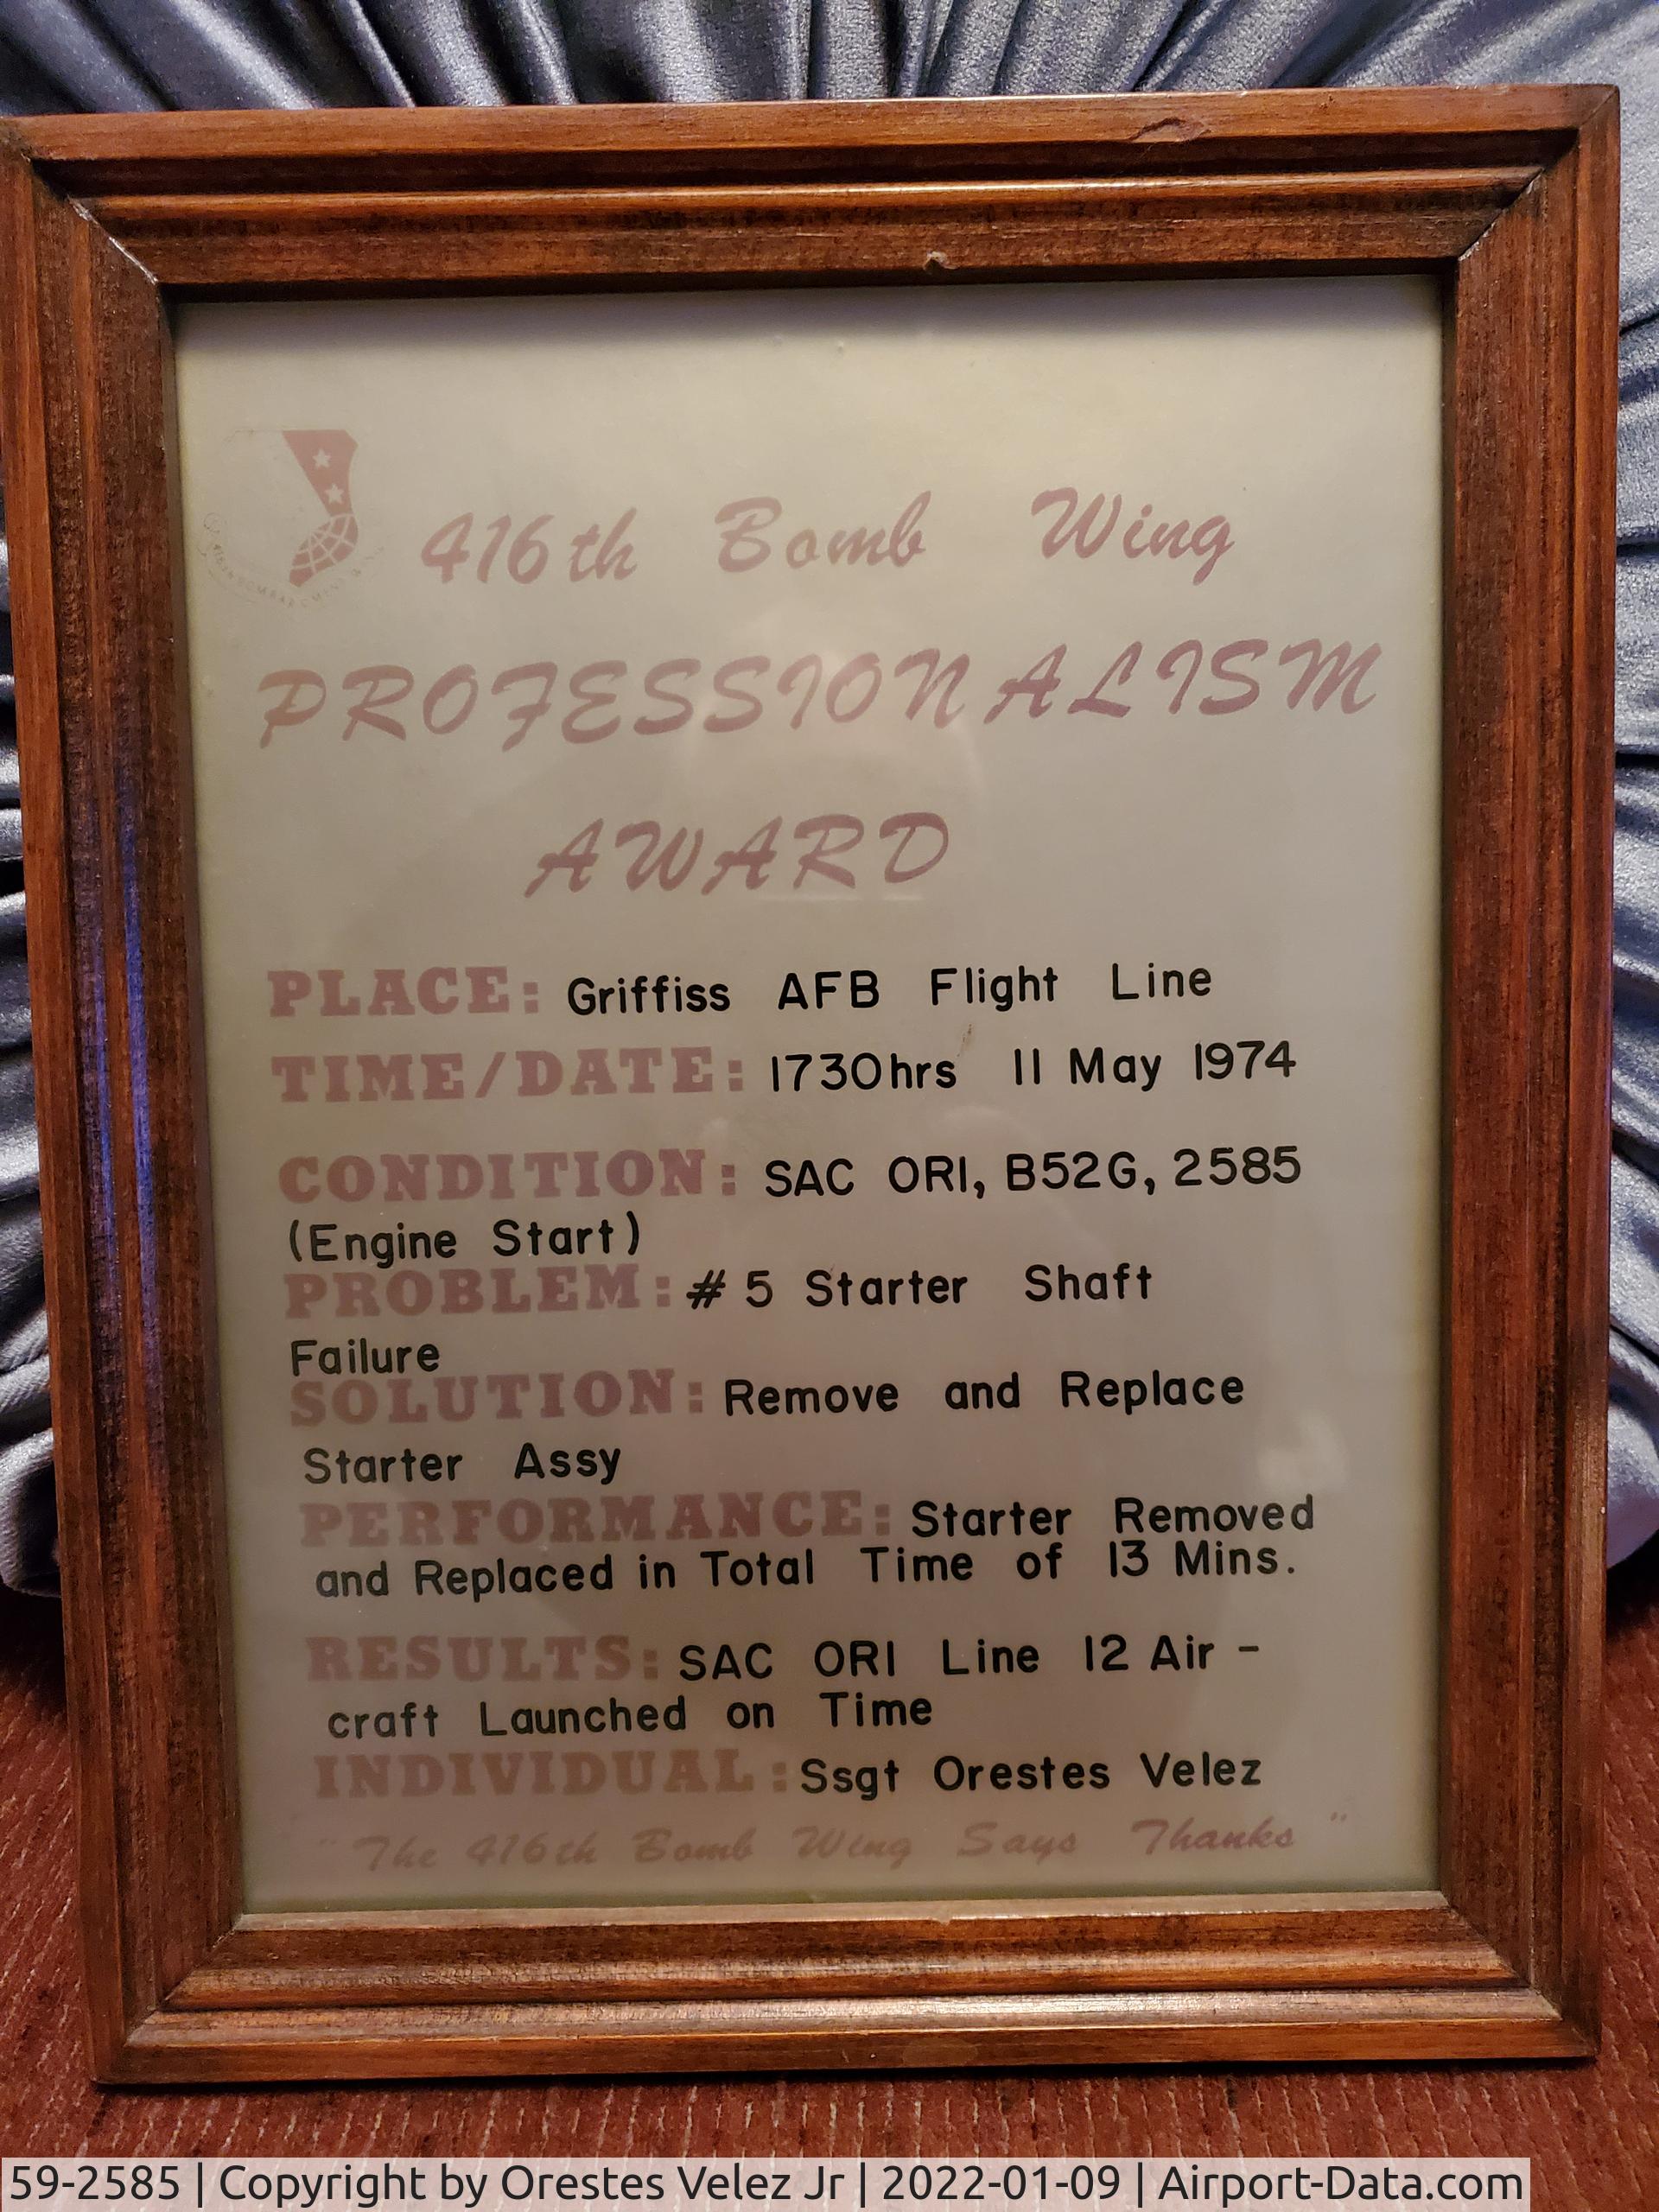 416th Bomb Wing
PROFESSIONALISM
AWARD
PLACE: Griffiss AFB Flight Line
TIME/DATE: 1730hrs 11 May 1974
CONDITION: SAC ORI, B52G, 2585
(Engine Start)
PROBLEM: # 5 Starter Shaft
Failure
SOLUTION: Remove and Replace
Starter Assy
PERFORMANCE: Starter Removed
and Replaced in Total Time of 13 Mins.
RESULTS: SAC ORI Line 12 Air -
craft Launched on Time
INDIVIDUAL: Ssgt Orestes Velez
"The 416th Bomb Wing Says Thanks"
59-2585 | Copyright by Orestes Velez Jr | 2022-01-09 | Airport-Data.com